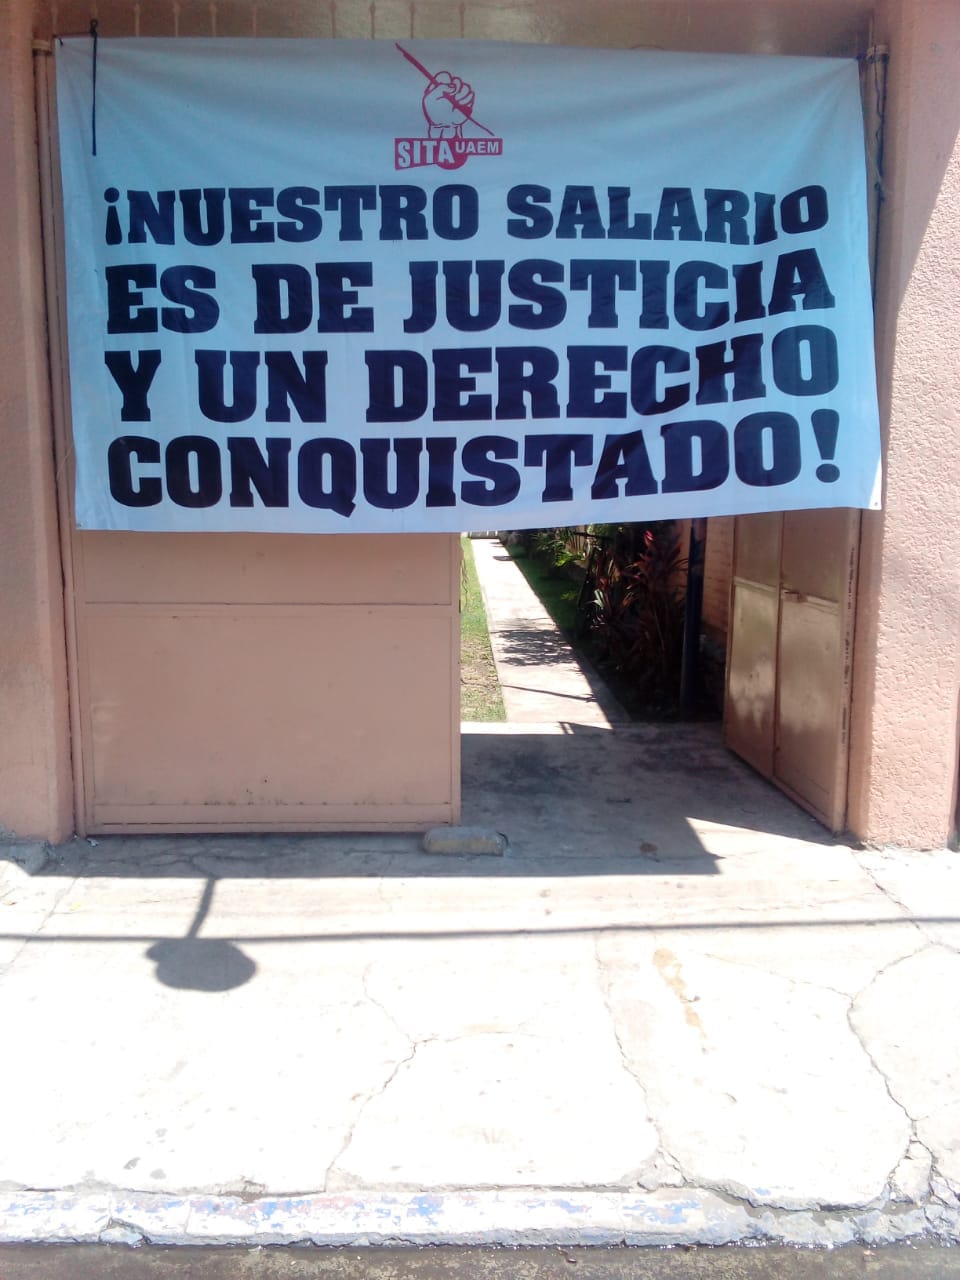 SITA UAEM
¡NUESTRO SALARIO
ES DE JUSTICIA
Y UN DERECHO
CONQUISTADO!